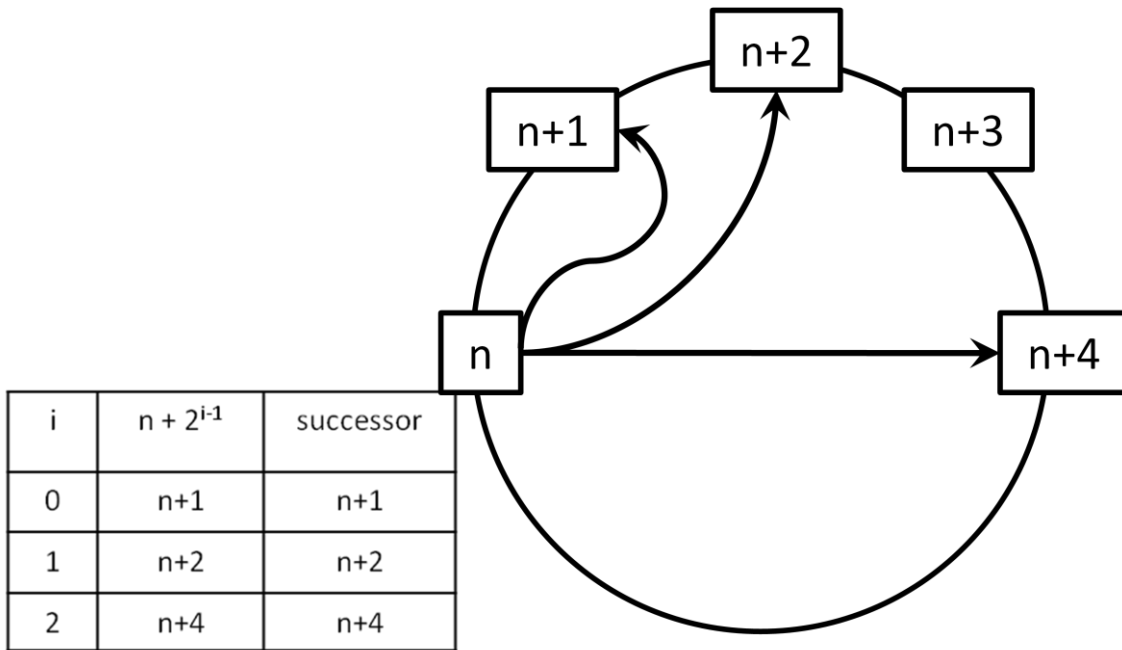 n+2
n+1
n+3
n
n+4
i n + 2^{i-1} successor
0 n+1 n+1
1 n+2 n+2
2 n+4 n+4